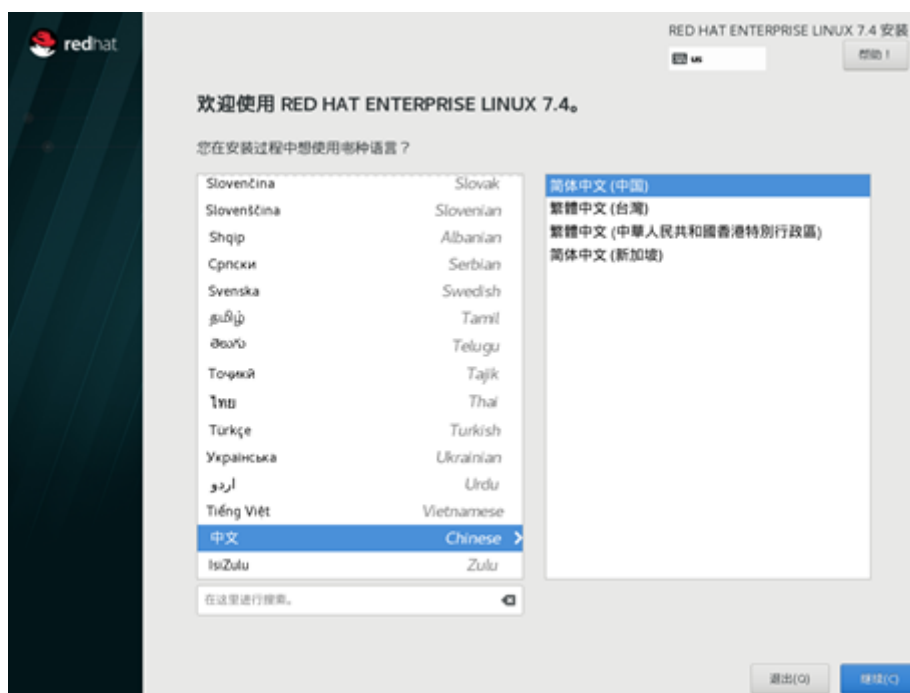 redhat
RED HAT ENTERPRISE LINUX 7.4 安装
us
帮助！
欢迎使用 RED HAT ENTERPRISE LINUX 7.4。
您在安装过程中想使用哪种语言？
Slovenčina Slovak
Slovenščina Slovenian
Shqip Albanian
Српски Serbian
Svenska Swedish
தமிழ் Tamil
తెలుగు Telugu
Тоҷикӣ Tajik
ไทย Thai
Türkçe Turkish
Українська Ukrainian
اردو Urdu
Tiếng Việt Vietnamese
中文 Chinese
IsiZulu Zulu
简体中文 (中国)
繁體中文 (台灣)
繁體中文 (中華人民共和國香港特別行政區)
简体中文 (新加坡)
在这里进行搜索。
退出(Q)
继续(C)